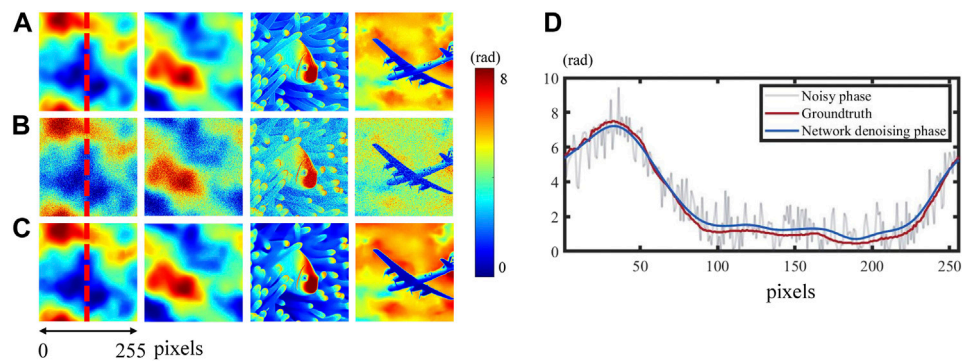 A
B
C
(rad)
8
0
0 255 pixels
D
(rad)
10
8
6
4
2
0
50 100 150 200 250
pixels
Noisy phase
Groundtruth
Network denoising phase